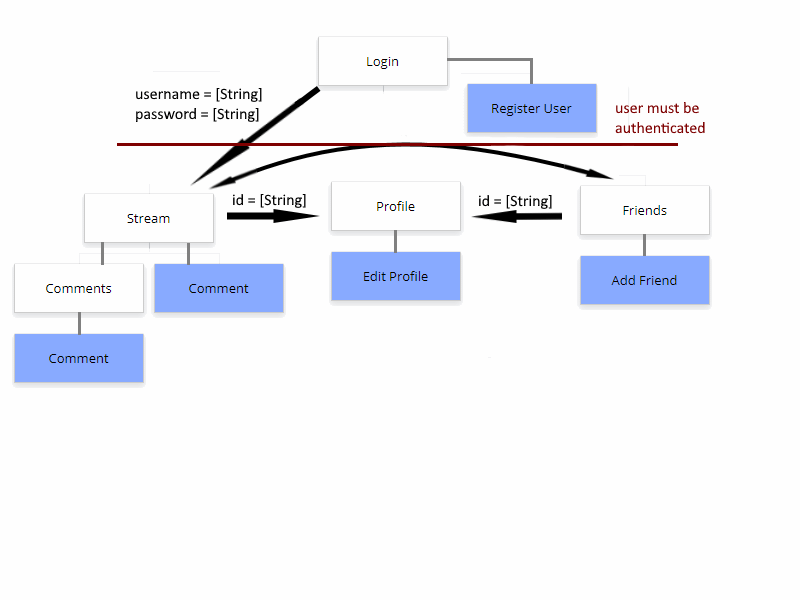 Login
username = [String]
password = [String]
Register User
user must be
authenticated
Stream
id = [String]
Profile
id = [String]
Friends
Comments
Comment
Edit Profile
Add Friend
Comment